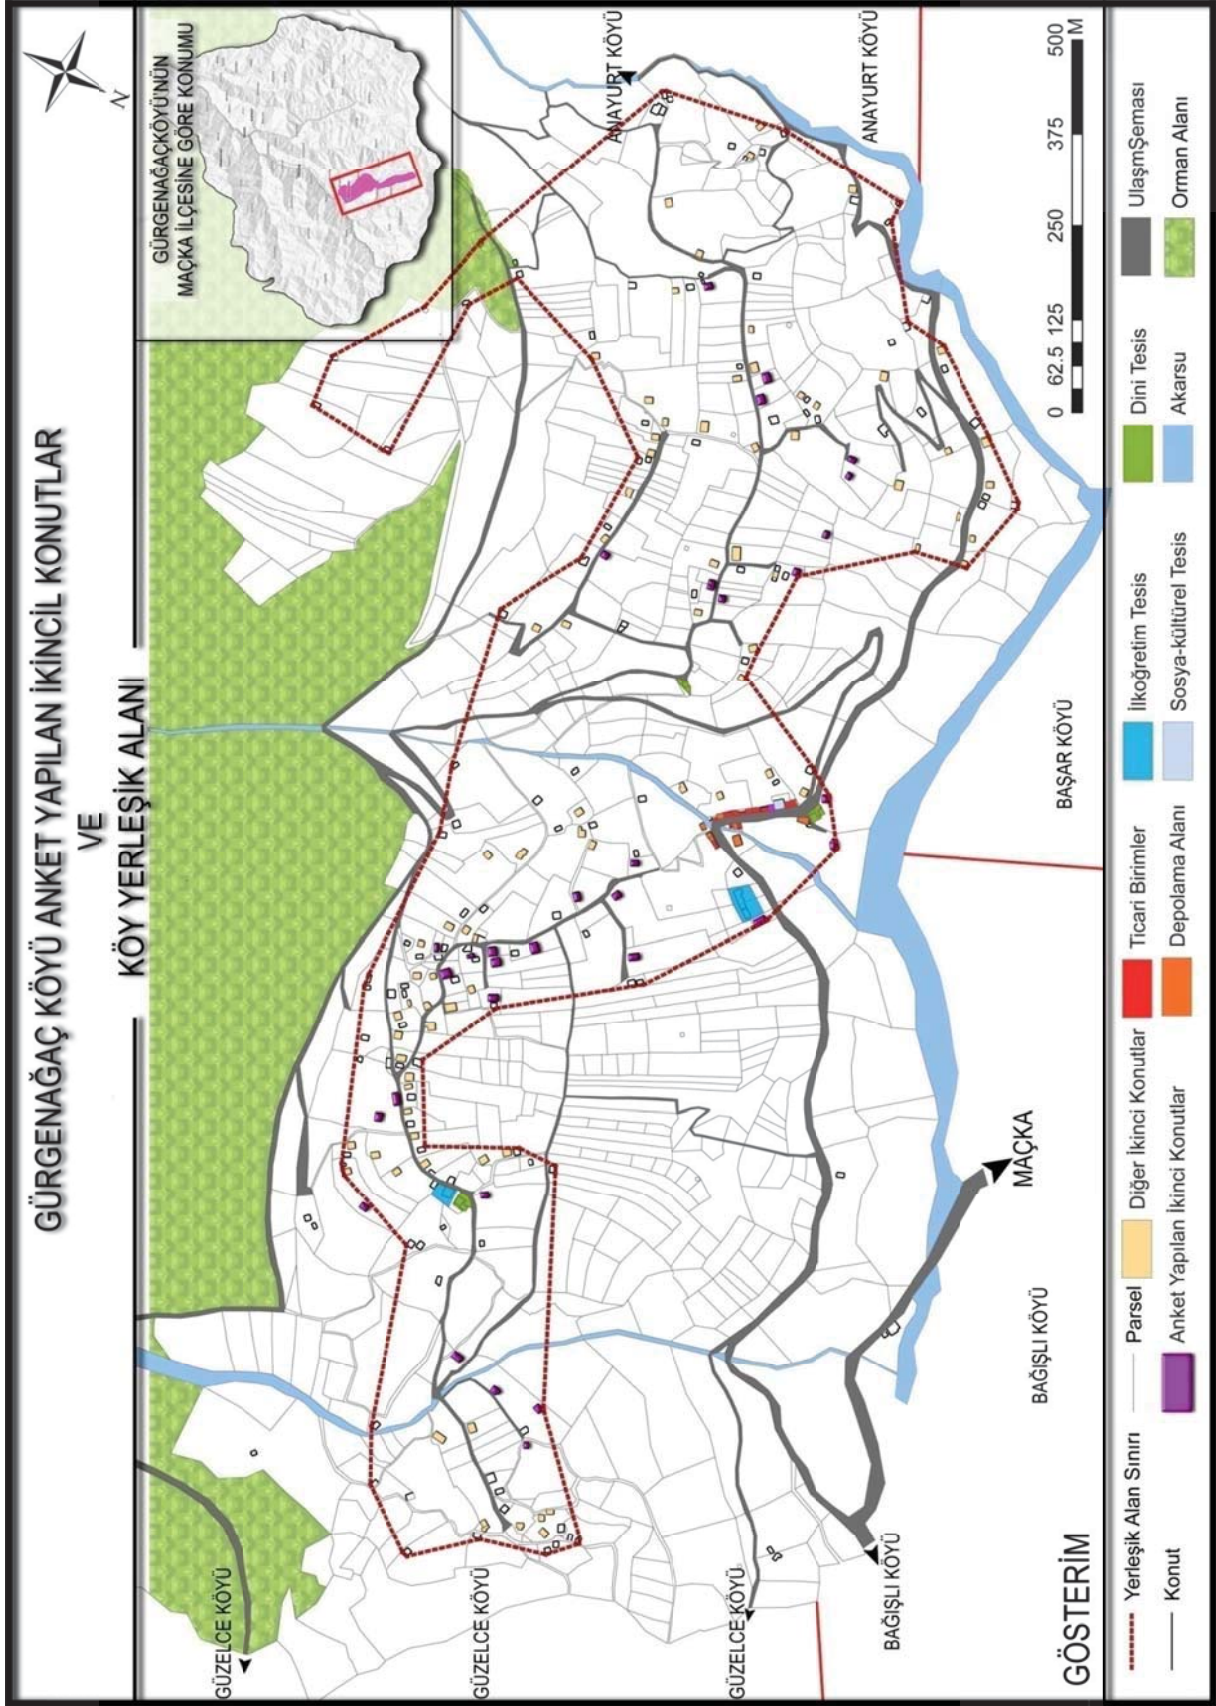 GÜRGENAĞAÇ KÖYÜ ANKET YAPILAN İKİNCİL KONUTLAR
VE
KÖY YERLEŞİK ALANI
N
GÜRGENAĞAÇKÖYÜ'NÜN
MAÇKA İLÇESİNE GÖRE KONUMU
GÜZELCE KÖYÜ
GÜZELCE KÖYÜ
GÜZELCE KÖYÜ
BAĞIŞLI KÖYÜ
BAĞIŞLI KÖYÜ
MAÇKA
BAŞAR KÖYÜ
ANAYURT KÖYÜ
ANAYURT KÖYÜ
0 62.5 125 250 375 500
M
GÖSTERİM
Yerleşik Alan Sınırı
Parsel
Diğer İkinci Konutlar
Ticari Birimler
İlkoğretim Tesis
Dini Tesis
UlaşmŞeması
Konut
Anket Yapılan İkinci Konutlar
Depolama Alanı
Sosya-kültürel Tesis
Akarsu
Orman Alanı